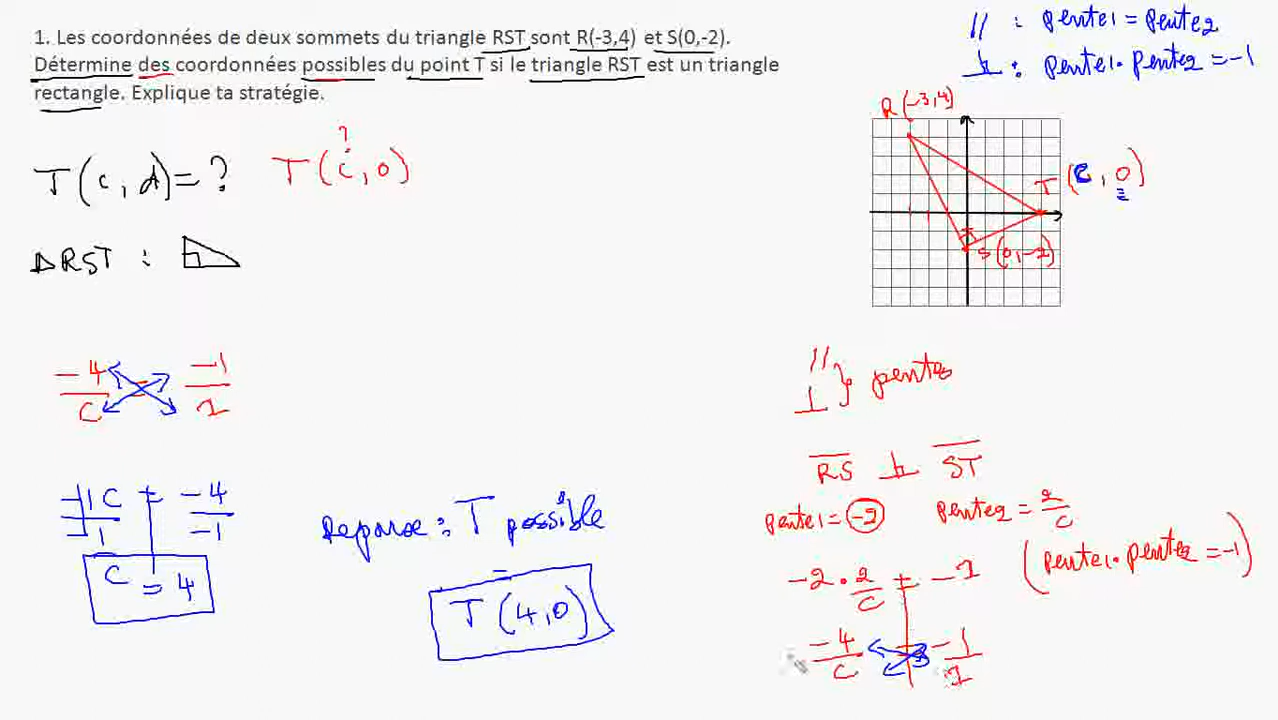 1. Les coordonnées de deux sommets du triangle RST sont R(-3,4) et S(0,-2).
Détermine des coordonnées possibles du point T si le triangle RST est un triangle
rectangle. Explique ta stratégie.
// : pente1 = pente2
⊥ : pente1 · pente2 = -1
R(-3,4)
T(c,d) = ?
T(c,0)
?
T (c, 0)
S(0,-2)
ΔRST :
-4/c = -1/1
//
⊥ } pentes
RS ⊥ ST
-1c/-1 = -4/-1
c = 4
Reponse : T possible
=
T(4,0)
pente1 = -2
pente2 = 2/c
(pente1 · pente2 = -1)
-2 · 2/c = -1
-4/c = -1/1